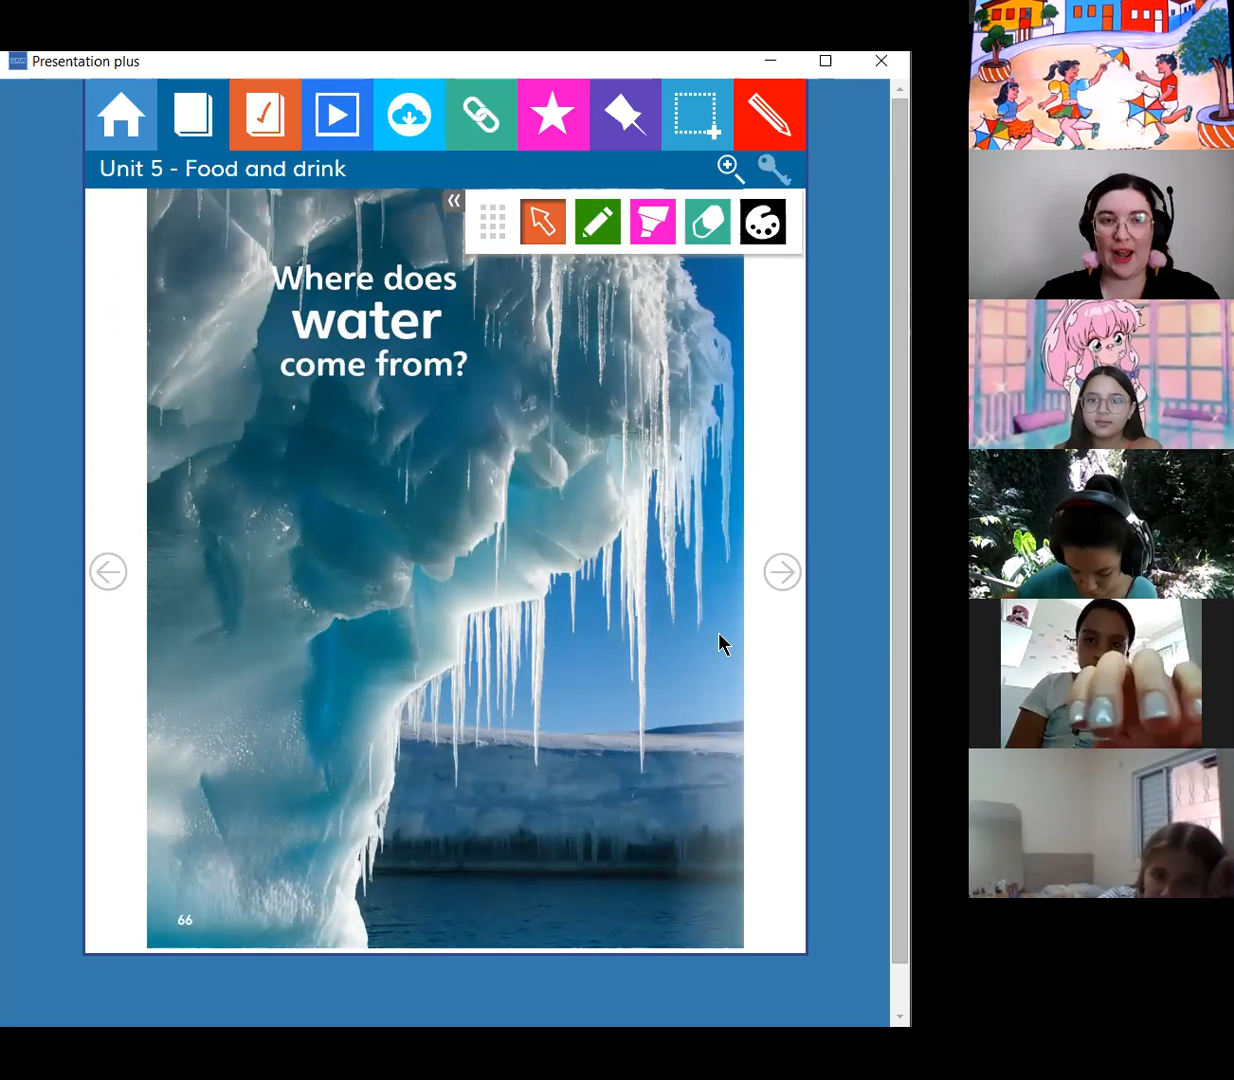 Presentation plus
Unit 5 - Food and drink
Where does
water
come from?
66